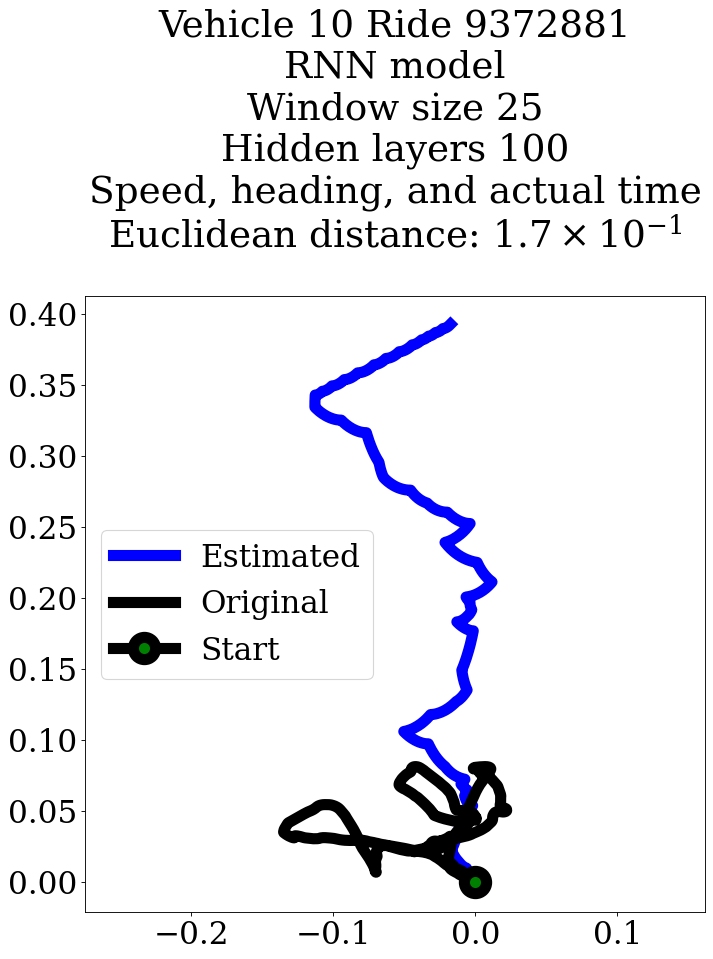 Vehicle 10 Ride 9372881
RNN model
Window size 25
Hidden layers 100
Speed, heading, and actual time
Euclidean distance: 1.7 × 10⁻¹
0.40
0.35
0.30
0.25
0.20
0.15
0.10
0.05
0.00
Estimated
Original
Start
−0.2 −0.1 0.0 0.1